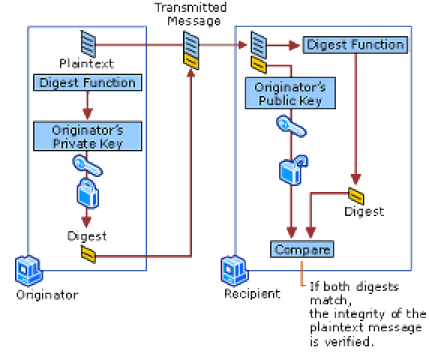 Transmitted
Message
Plaintext
Digest Function
Originator's
Private Key
Digest
Originator
Digest Function
Originator's
Public Key
Digest
Compare
Recipient
If both digests
match,
the integrity of the
plaintext message
is verified.